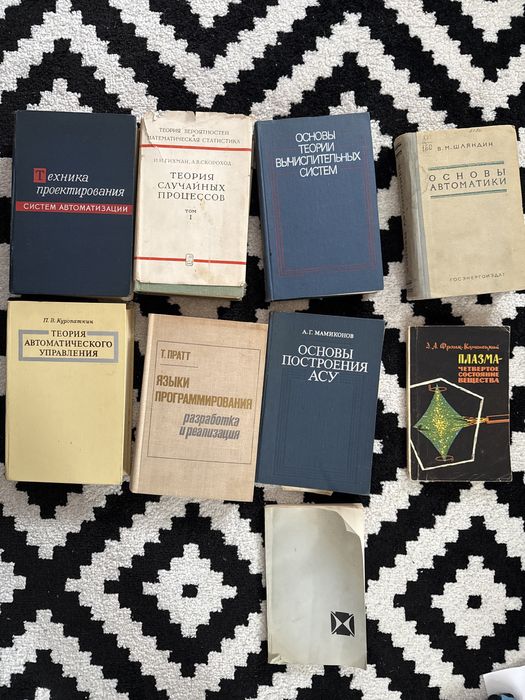 Техника
проектирования
СИСТЕМ АВТОМАТИЗАЦИИ
ТЕОРИЯ ВЕРОЯТНОСТЕЙ
МАТЕМАТИЧЕСКАЯ СТАТИСТИКА
И.И.ГИХМАН, А.В.СКОРОХОД
ТЕОРИЯ
СЛУЧАЙНЫХ
ПРОЦЕССОВ
ТОМ
I
ОСНОВЫ
ТЕОРИИ
ВЫЧИСЛИТЕЛЬНЫХ
СИСТЕМ
В. М. ШЛЯНДИН
ОСНОВЫ
АВТОМАТИКИ
ГОСЭНЕРГОИЗДАТ
П. В. Куропаткин
ТЕОРИЯ
АВТОМАТИЧЕСКОГО
УПРАВЛЕНИЯ
Т. ПРАТТ
ЯЗЫКИ
ПРОГРАММИРОВАНИЯ
разработка
и реализация
А. Г. МАМИКОНОВ
ОСНОВЫ
ПОСТРОЕНИЯ
АСУ
Д. А. Франк-Каменецкий
ПЛАЗМА-
ЧЕТВЕРТОЕ
СОСТОЯНИЕ
ВЕЩЕСТВА